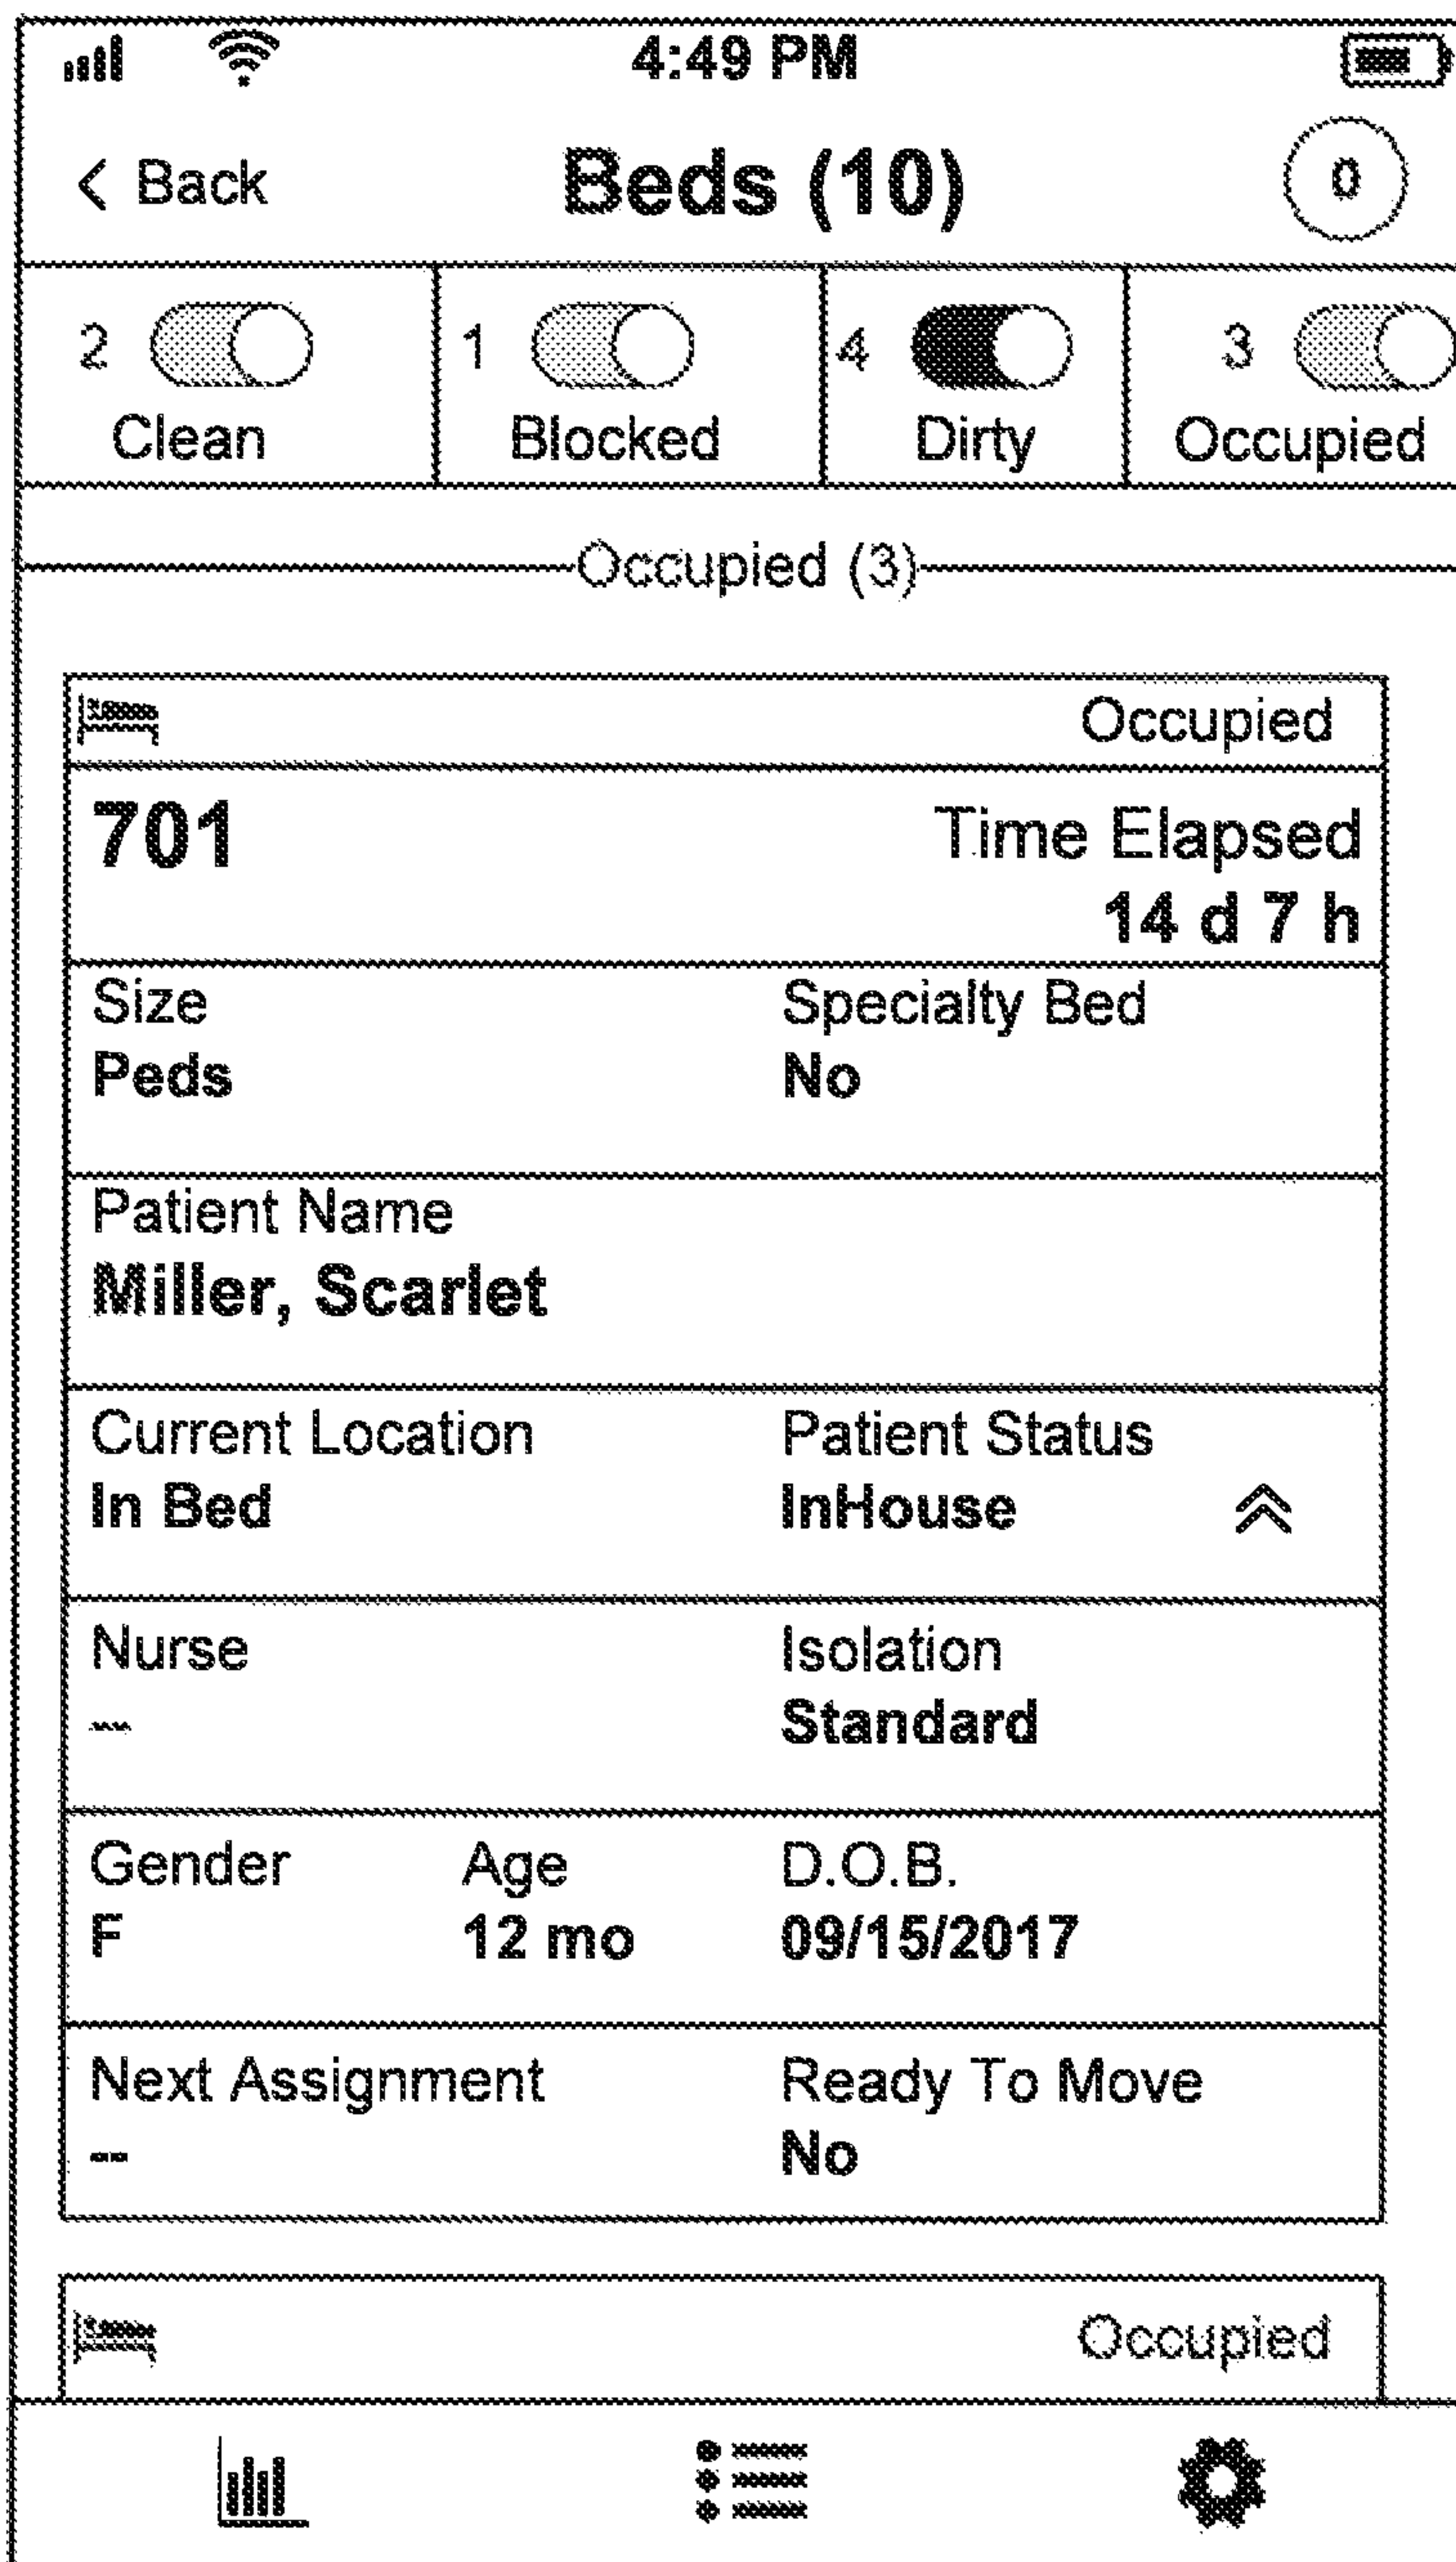 4:49 PM
< Back Beds (10) 0
2 1 4 3
Clean Blocked Dirty Occupied
Occupied (3)
Occupied
701 Time Elapsed
14 d 7 h
Size Specialty Bed
Peds No
Patient Name
Miller, Scarlet
Current Location Patient Status
In Bed InHouse
Nurse Isolation
-- Standard
Gender Age D.O.B.
F 12 mo 09/15/2017
Next Assignment Ready To Move
-- No
Occupied